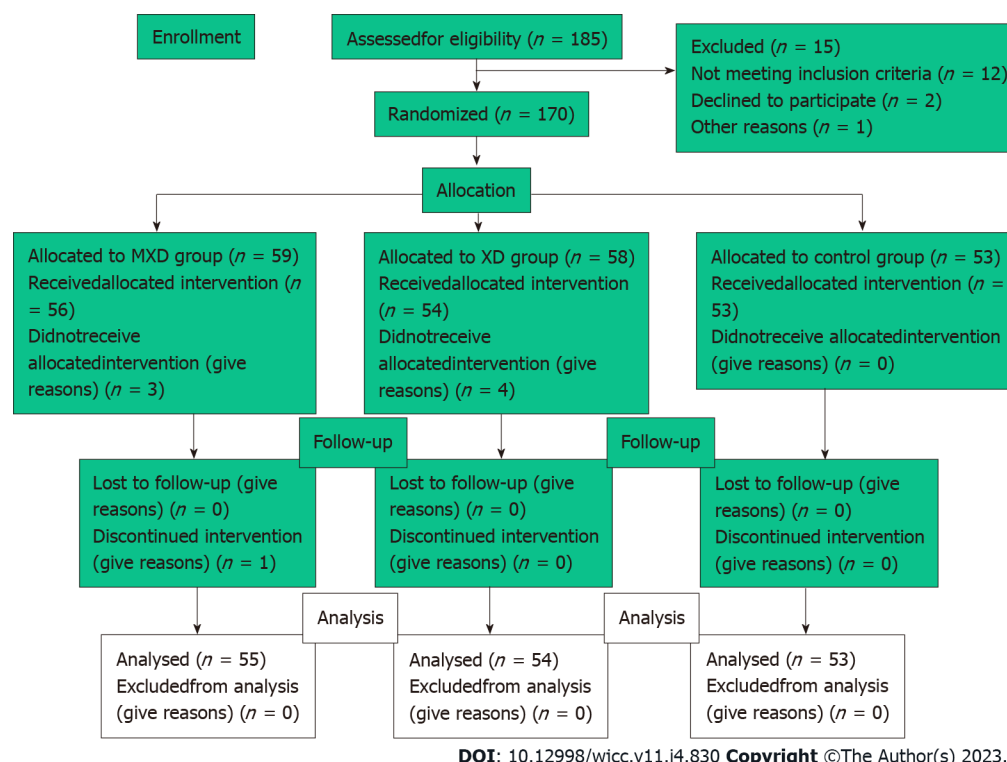 Enrollment
Assessedfor eligibility (n = 185)
Excluded (n = 15)
Not meeting inclusion criteria (n = 12)
Declined to participate (n = 2)
Other reasons (n = 1)
Randomized (n = 170)
Allocation
Allocated to MXD group (n = 59)
Receivedallocated intervention (n
= 56)
Didnotreceive
allocatedintervention (give
reasons) (n = 3)
Allocated to XD group (n = 58)
Receivedallocated intervention
(n = 54)
Didnotreceive
allocatedintervention (give
reasons) (n = 4)
Allocated to control group (n = 53)
Receivedallocated intervention (n =
53)
Didnotreceive allocatedintervention
(give reasons) (n = 0)
Follow-up
Follow-up
Lost to follow-up (give
reasons) (n = 0)
Discontinued intervention
(give reasons) (n = 1)
Lost to follow-up (give
reasons) (n = 0)
Discontinued intervention
(give reasons) (n = 0)
Lost to follow-up (give
reasons) (n = 0)
Discontinued intervention
(give reasons) (n = 0)
Analysis
Analysis
Analysed (n = 55)
Excludedfrom analysis
(give reasons) (n = 0)
Analysed (n = 54)
Excludedfrom analysis
(give reasons) (n = 0)
Analysed (n = 53)
Excludedfrom analysis
(give reasons) (n = 0)
DOI: 10.12998/wjcc.v11.i4.830 Copyright ©The Author(s) 2023.